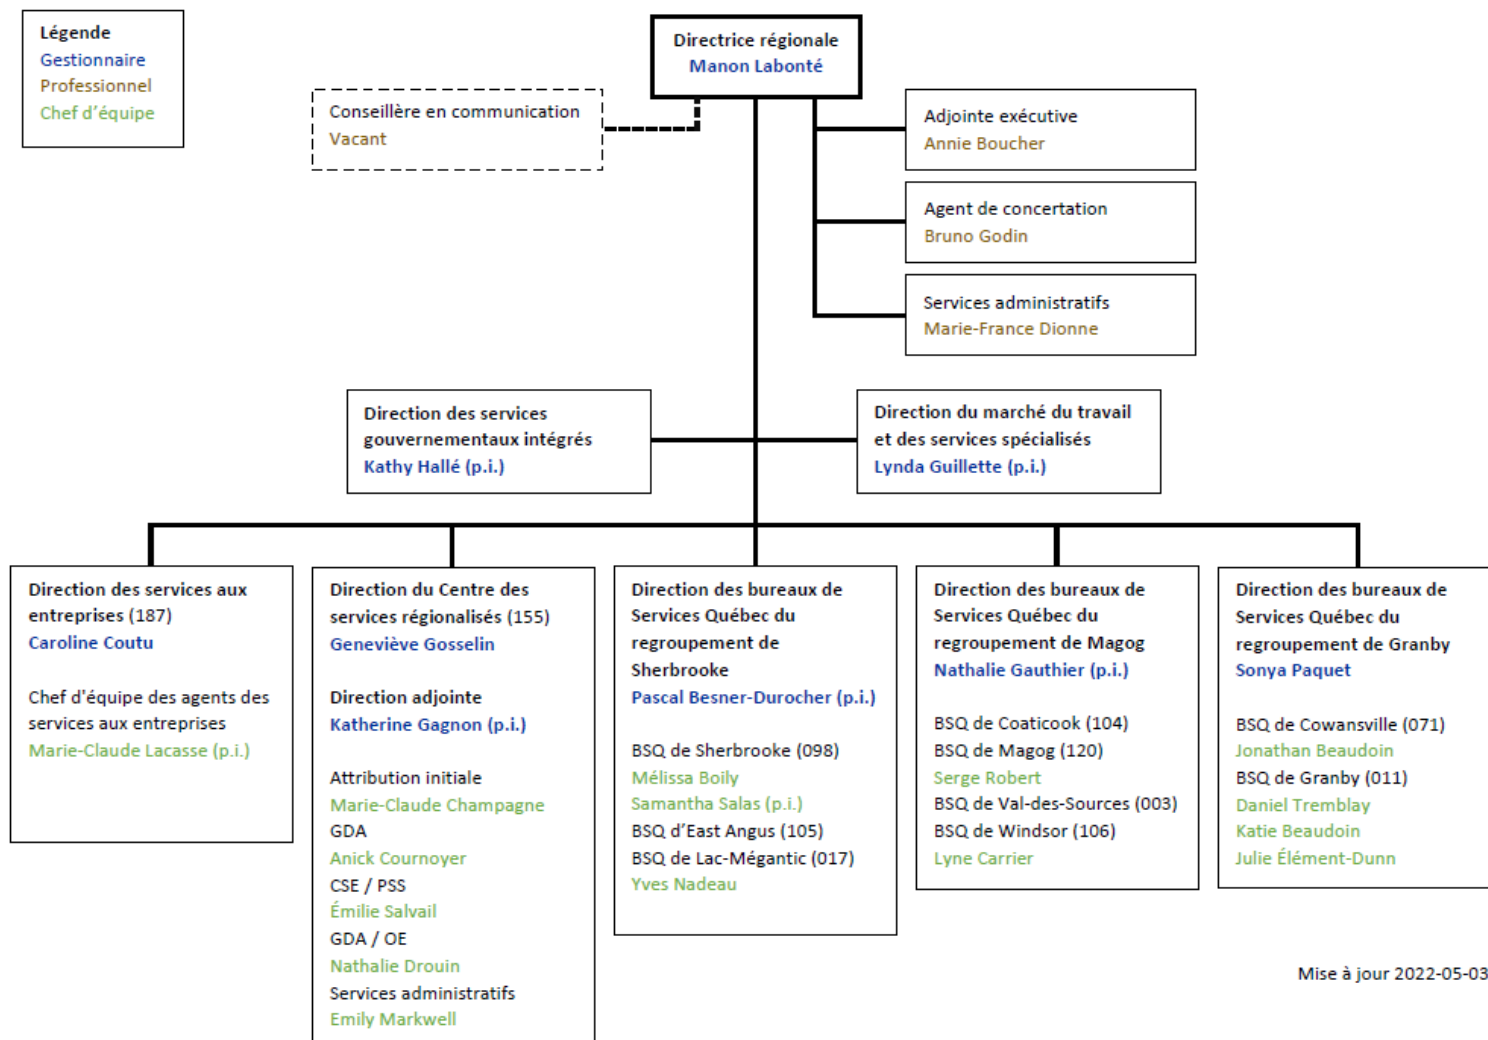 Légende
Gestionnaire
Professionnel
Chef d'équipe
Directrice régionale
Manon Labonté
Conseillère en communication
Vacant
Adjointe exécutive
Annie Boucher
Agent de concertation
Bruno Godin
Services administratifs
Marie-France Dionne
Direction des services
gouvernementaux intégrés
Kathy Hallé (p.i.)
Direction du marché du travail
et des services spécialisés
Lynda Guillette (p.i.)
Direction des services aux
entreprises (187)
Caroline Coutu
Chef d'équipe des agents des
services aux entreprises
Marie-Claude Lacasse (p.i.)
Direction du Centre des
services régionalisés (155)
Geneviève Gosselin
Direction adjointe
Katherine Gagnon (p.i.)
Attribution initiale
Marie-Claude Champagne
GDA
Anick Cournoyer
CSE / PSS
Émilie Salvail
GDA / OE
Nathalie Drouin
Services administratifs
Emily Markwell
Direction des bureaux de
Services Québec du
regroupement de
Sherbrooke
Pascal Besner-Durocher (p.i.)
BSQ de Sherbrooke (098)
Mélissa Boily
Samantha Salas (p.i.)
BSQ d'East Angus (105)
BSQ de Lac-Mégantic (017)
Yves Nadeau
Direction des bureaux de
Services Québec du
regroupement de Magog
Nathalie Gauthier (p.i.)
BSQ de Coaticook (104)
BSQ de Magog (120)
Serge Robert
BSQ de Val-des-Sources (003)
BSQ de Windsor (106)
Lyne Carrier
Direction des bureaux de
Services Québec du
regroupement de Granby
Sonya Paquet
BSQ de Cowansville (071)
Jonathan Beaudoin
BSQ de Granby (011)
Daniel Tremblay
Katie Beaudoin
Julie Élément-Dunn
Mise à jour 2022-05-03